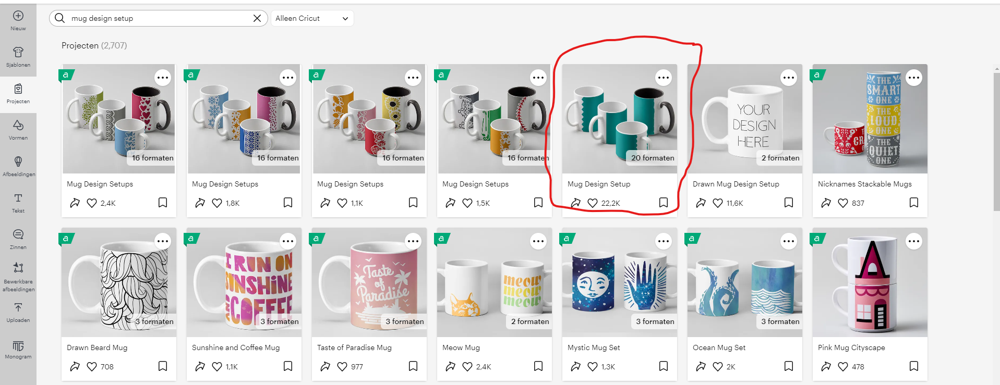 mug design setup
Alleen Cricut
Nieuw
Sjablonen
Projecten
Vormen
Afbeeldingen
Tekst
Zinnen
Bewerkbare
afbeeldingen
Uploaden
Monogram
Projecten (2,707)
a
16 formaten
Mug Design Setups
2,4K
a
16 formaten
Mug Design Setups
1,8K
a
16 formaten
Mug Design Setups
1,1K
a
16 formaten
Mug Design Setups
1,5K
20 formaten
Mug Design Setup
22,2K
YOUR
DESIGN
HERE
2 formaten
Drawn Mug Design Setup
11,6K
a
THE
SMART
ONE
THE
LOUD
ONE
THE
QUIET
ONE
Nicknames Stackable Mugs
837
a
3 formaten
Drawn Beard Mug
708
a
I RUN ON
SUNSHINE
COFFEE
3 formaten
Sunshine and Coffee Mug
1,1K
a
Taste
of
Paradise
3 formaten
Taste of Paradise Mug
977
a
meow
meow
meow
2 formaten
Meow Mug
2,4K
a
3 formaten
Mystic Mug Set
1,3K
a
3 formaten
Ocean Mug Set
2K
a
Pink Mug Cityscape
478